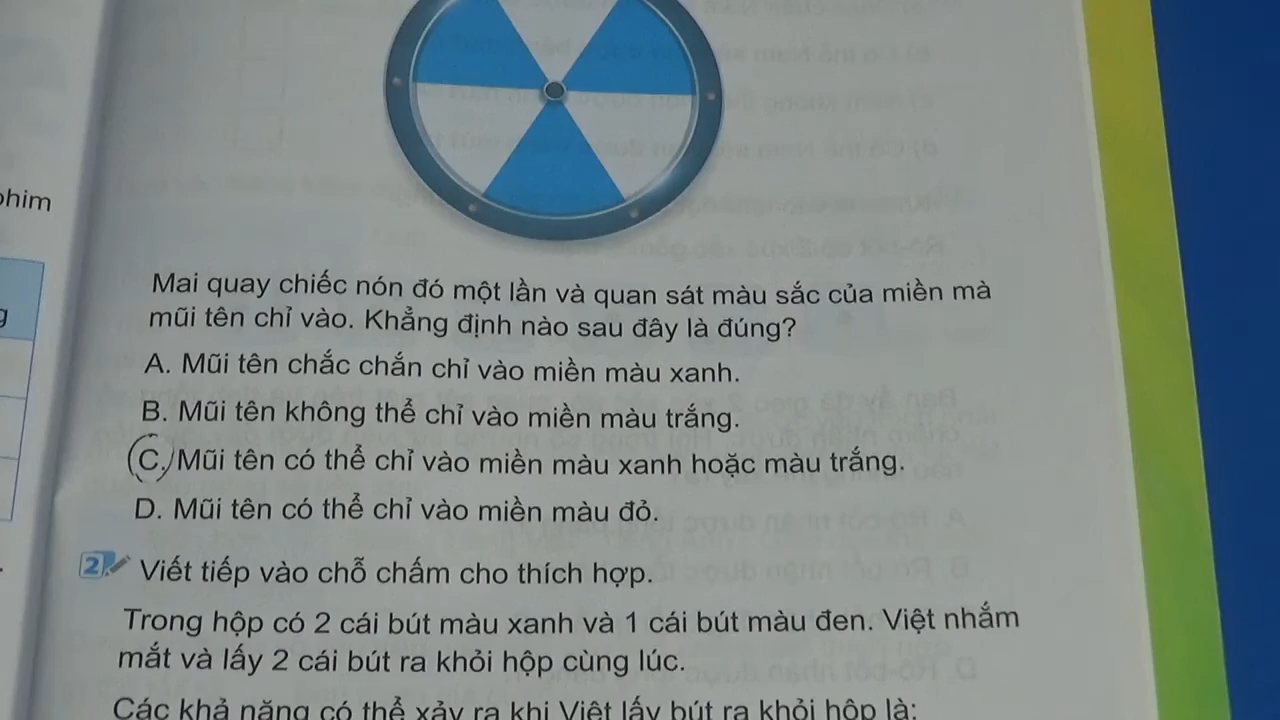 him
Mai quay chiếc nón đó một lần và quan sát màu sắc của miền mà
mũi tên chỉ vào. Khẳng định nào sau đây là đúng?
A. Mũi tên chắc chắn chỉ vào miền màu xanh.
B. Mũi tên không thể chỉ vào miền màu trắng.
C. Mũi tên có thể chỉ vào miền màu xanh hoặc màu trắng.
D. Mũi tên có thể chỉ vào miền màu đỏ.
2 Viết tiếp vào chỗ chấm cho thích hợp.
Trong hộp có 2 cái bút màu xanh và 1 cái bút màu đen. Việt nhắm
mắt và lấy 2 cái bút ra khỏi hộp cùng lúc.
Các khả năng có thể xảy ra khi Việt lấy bút ra khỏi hộp là: